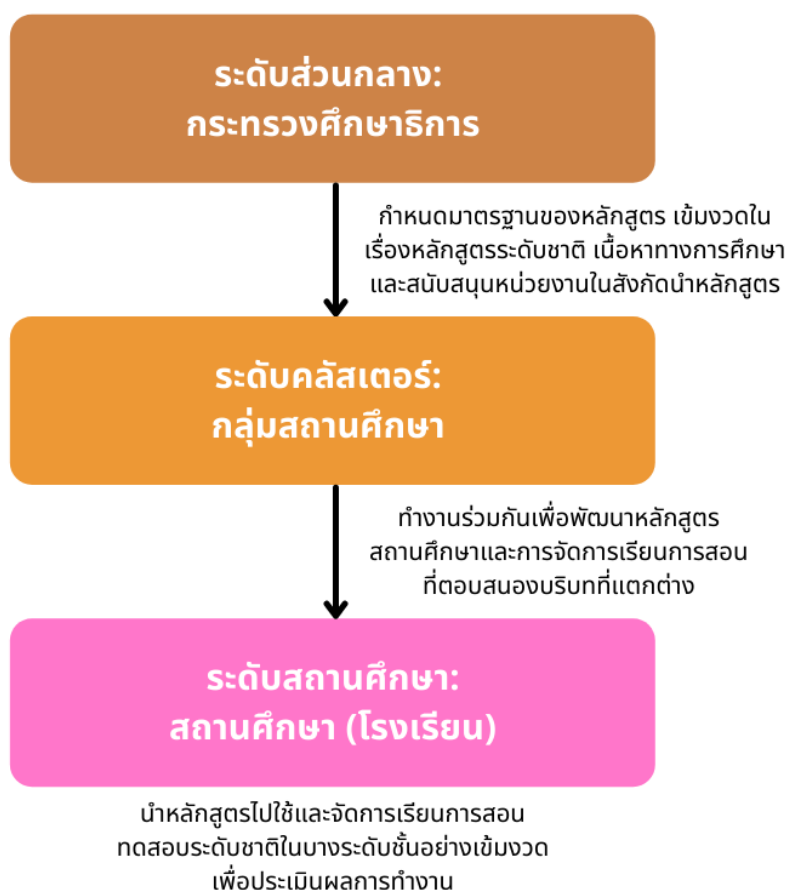 ระดับส่วนกลาง:
กระทรวงศึกษาธิการ
กำหนดมาตรฐานของหลักสูตร เข้มงวดใน
เรื่องหลักสูตรระดับชาติ เนื้อหาทางการศึกษา
และสนับสนุนหน่วยงานในสังกัดนำหลักสูตร
ระดับคลัสเตอร์:
กลุ่มสถานศึกษา
ทำงานร่วมกันเพื่อพัฒนาหลักสูตร
สถานศึกษาและการจัดการเรียนการสอน
ที่ตอบสนองบริบทที่แตกต่าง
ระดับสถานศึกษา:
สถานศึกษา (โรงเรียน)
นำหลักสูตรไปใช้และจัดการเรียนการสอน
ทดสอบระดับชาติในบางระดับชั้นอย่างเข้มงวด
เพื่อประเมินผลการทำงาน